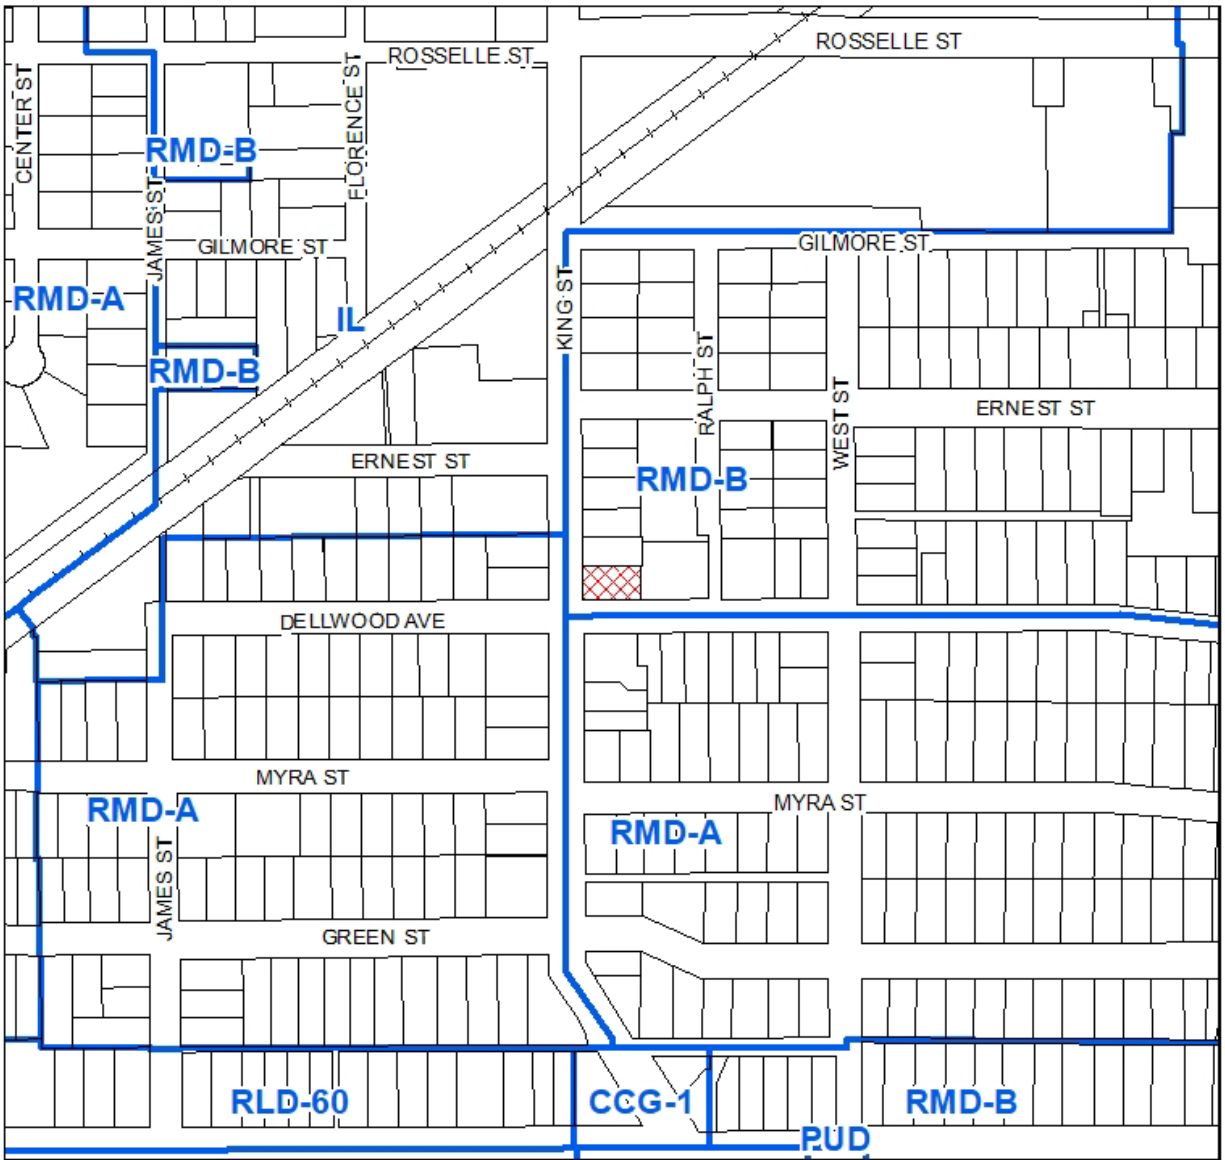 ROSSELLE ST
ROSSELLE ST
CENTER ST
FLORENCE ST
RMD-B
JAMES ST
GILMORE ST
GILMORE ST
RMD-A
KING ST
IL
RALPH ST
RMD-B
WEST ST
ERNEST ST
ERNEST ST
RMD-B
DELLWOOD AVE
MYRA ST
MYRA ST
RMD-A
RMD-A
JAMES ST
GREEN ST
RLD-60
CCG-1
RMD-B
PUD